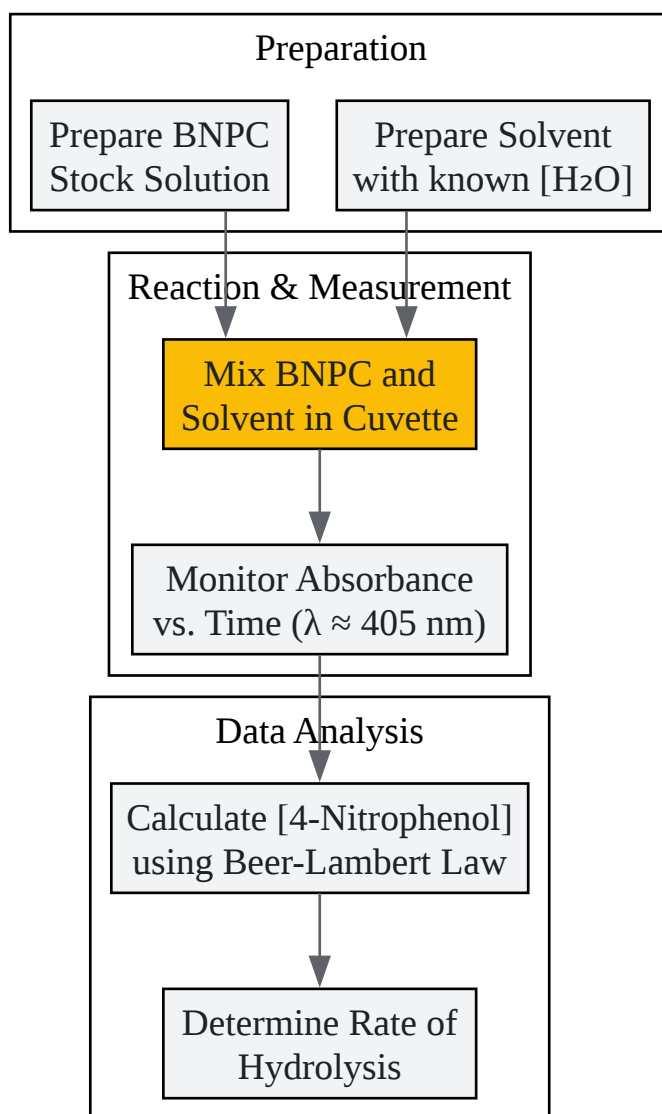 Preparation
Prepare BNPC
Stock Solution
Prepare Solvent
with known [H₂O]
Reaction & Measurement
Mix BNPC and
Solvent in Cuvette
Monitor Absorbance
vs. Time (λ ≈ 405 nm)
Data Analysis
Calculate [4-Nitrophenol]
using Beer-Lambert Law
Determine Rate of
Hydrolysis